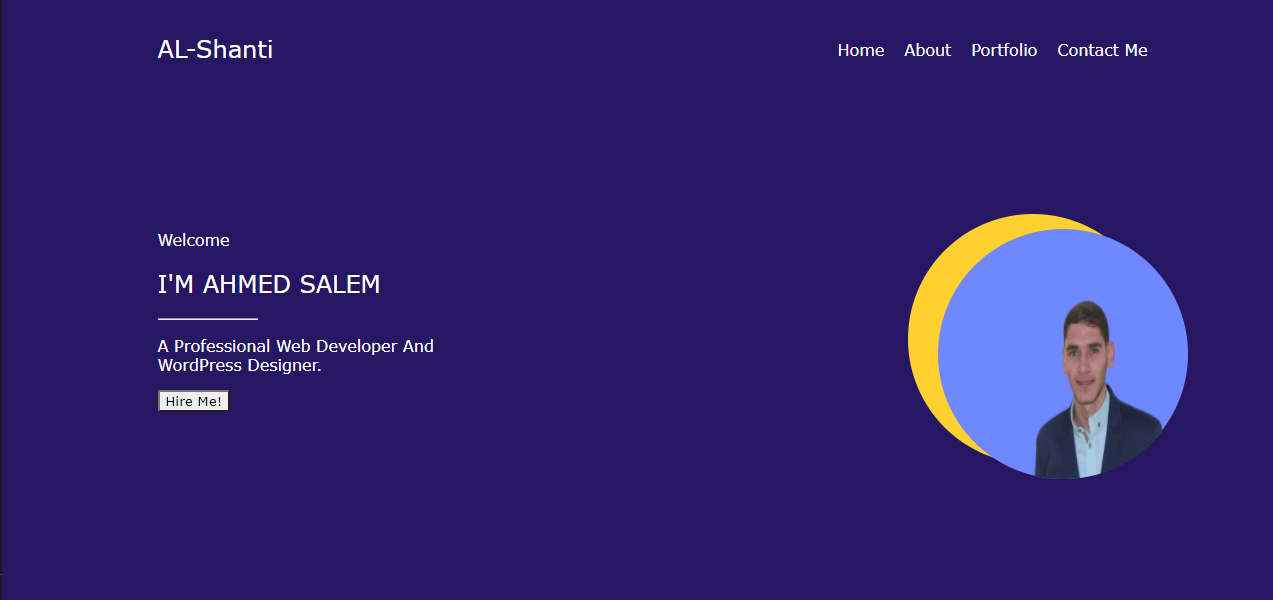 AL-Shanti
Home About Portfolio Contact Me
Welcome
I'M AHMED SALEM
A Professional Web Developer And
WordPress Designer.
Hire Me!